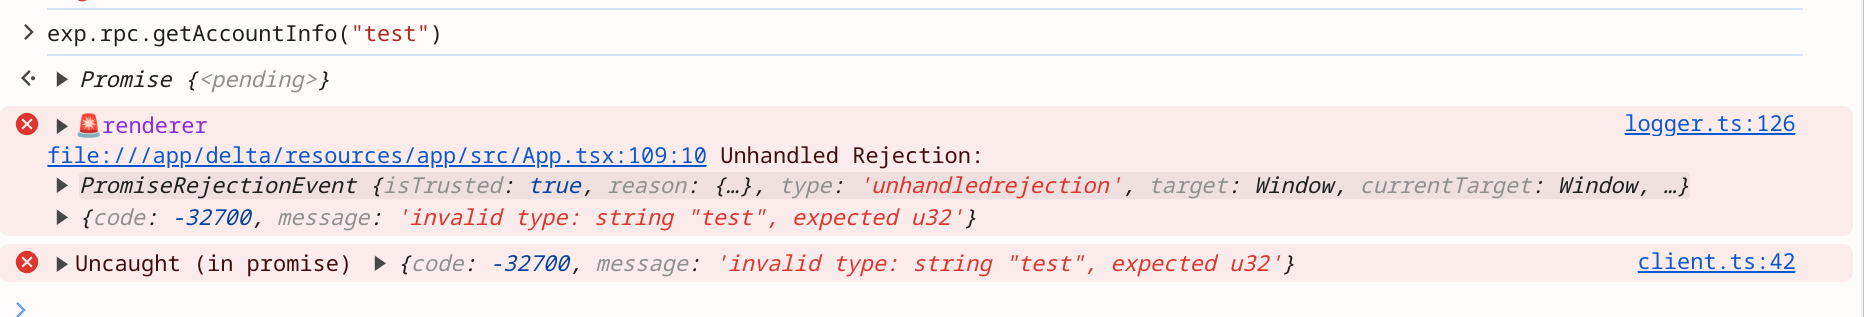 exp.rpc.getAccountInfo("test")
Promise {<pending>}
🚨renderer logger.ts:126
file:///app/delta/resources/app/src/App.tsx:109:10 Unhandled Rejection:
PromiseRejectionEvent {isTrusted: true, reason: {…}, type: 'unhandledrejection', target: Window, currentTarget: Window, …}
{code: -32700, message: 'invalid type: string "test", expected u32'}
Uncaught (in promise) {code: -32700, message: 'invalid type: string "test", expected u32'} client.ts:42